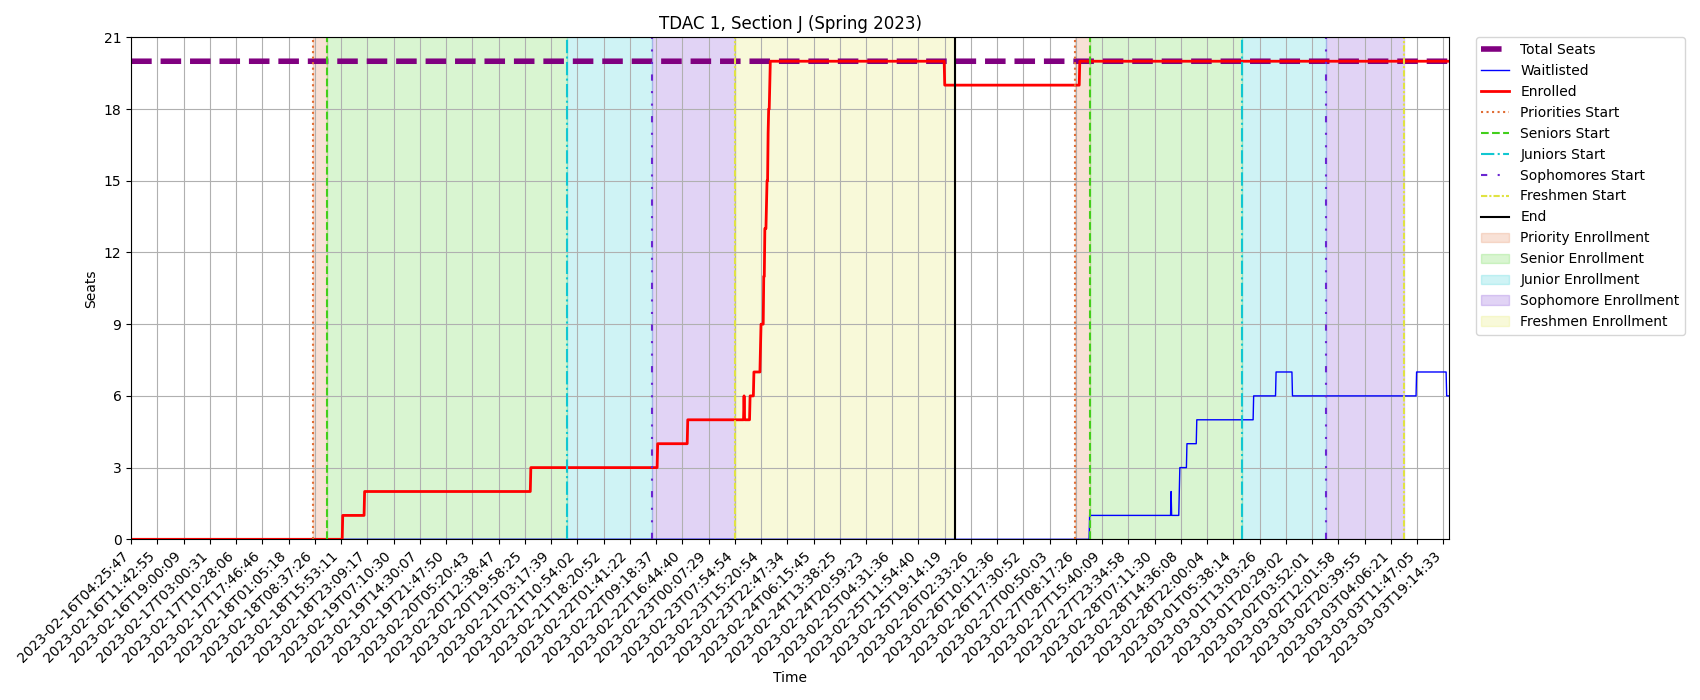 TDAC 1, Section J (Spring 2023)
21
18
15
12
9
6
3
0
Seats
2023-02-16T04:25:47
2023-02-16T11:42:55
2023-02-16T19:00:09
2023-02-17T03:00:31
2023-02-17T10:28:06
2023-02-17T17:46:46
2023-02-18T01:05:18
2023-02-18T08:37:26
2023-02-18T15:53:11
2023-02-18T23:09:17
2023-02-19T07:10:30
2023-02-19T14:30:07
2023-02-19T21:47:50
2023-02-20T05:20:43
2023-02-20T12:38:47
2023-02-20T19:58:25
2023-02-21T03:17:39
2023-02-21T10:54:02
2023-02-21T18:20:52
2023-02-22T01:41:22
2023-02-22T09:18:37
2023-02-22T16:44:40
2023-02-23T00:07:29
2023-02-23T07:54:54
2023-02-23T15:20:54
2023-02-23T22:47:34
2023-02-24T06:15:45
2023-02-24T13:38:25
2023-02-24T20:59:23
2023-02-25T04:31:36
2023-02-25T11:54:40
2023-02-25T19:14:19
2023-02-26T02:33:26
2023-02-26T10:12:36
2023-02-26T17:30:52
2023-02-27T00:50:03
2023-02-27T08:17:26
2023-02-27T15:40:09
2023-02-27T23:34:58
2023-02-28T07:11:30
2023-02-28T14:36:08
2023-02-28T22:00:04
2023-03-01T05:38:14
2023-03-01T13:03:26
2023-03-01T20:29:02
2023-03-02T03:52:01
2023-03-02T12:01:58
2023-03-02T20:39:55
2023-03-03T04:06:21
2023-03-03T11:47:05
2023-03-03T19:14:33
Time
Total Seats
Waitlisted
Enrolled
Priorities Start
Seniors Start
Juniors Start
Sophomores Start
Freshmen Start
End
Priority Enrollment
Senior Enrollment
Junior Enrollment
Sophomore Enrollment
Freshmen Enrollment